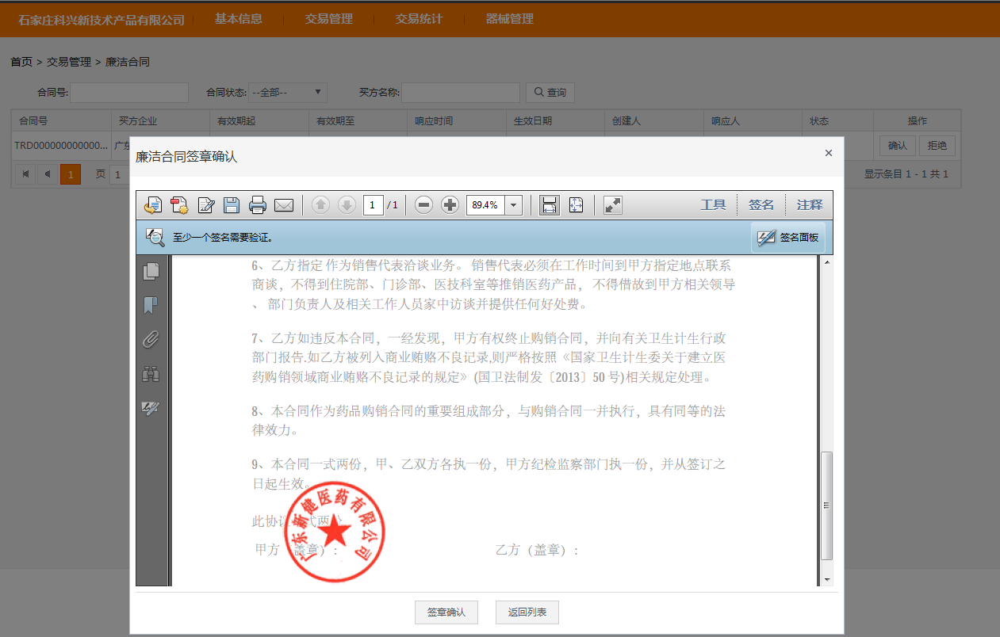 石家庄科兴新技术产品有限公司 基本信息 交易管理 交易统计 器械管理
首页 > 交易管理 > 廉洁合同
合同号: 合同状态: --全部-- 买方名称: 查询
合同号 买方企业 有效期起 有效期至 响应时间 生效日期 创建人 响应人 状态 操作
TRD000000000000... 广东 确认 拒绝
1 页 1 显示条目 1 - 1 共 1
廉洁合同签章确认 ×
1 / 1 89.4% 工具 签名 注释
至少一个签名需要验证。 签名面板
6、乙方指定 作为销售代表洽谈业务。 销售代表必须在工作时间到甲方指定地点联系
商谈，不得到住院部、门诊部、医技科室等推销医药产品， 不得借故到甲方相关领导
、 部门负责人及相关工作人员家中访谈并提供任何好处费。
7、乙方如违反本合同，一经发现，甲方有权终止购销合同，并向有关卫生计生行政
部门报告.如乙方被列入商业贿赂不良记录,则严格按照《国家卫生计生委关于建立医
药购销领域商业贿赂不良记录的规定》(国卫法制发〔2013〕50 号)相关规定处理。
8、本合同作为药品购销合同的重要组成部分，与购销合同一并执行，具有同等的法
律效力。
9、本合同一式两份，甲、乙双方各执一份，甲方纪检监察部门执一份，并从签订之
日起生效。
此协议一式两份
甲方（盖章）： 乙方（盖章）：
广东新健医药有限公司
签章确认 返回列表